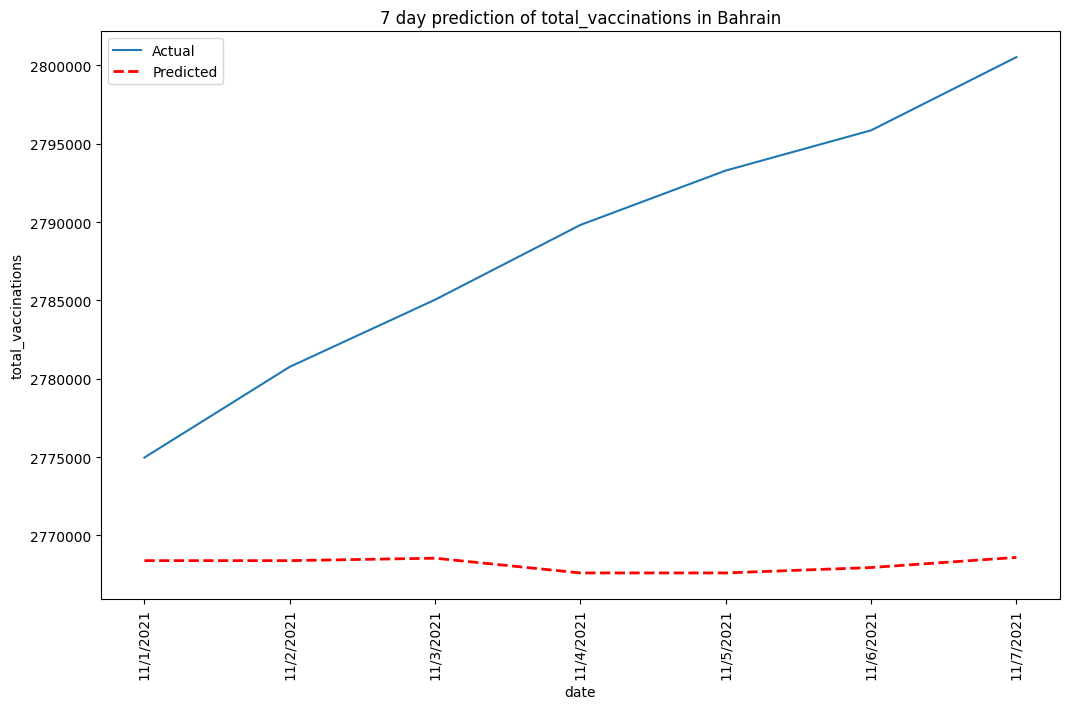 7 day prediction of total_vaccinations in Bahrain
Actual
Predicted
2800000
2795000
2790000
2785000
2780000
2775000
2770000
total_vaccinations
11/1/2021
11/2/2021
11/3/2021
11/4/2021
11/5/2021
11/6/2021
11/7/2021
date